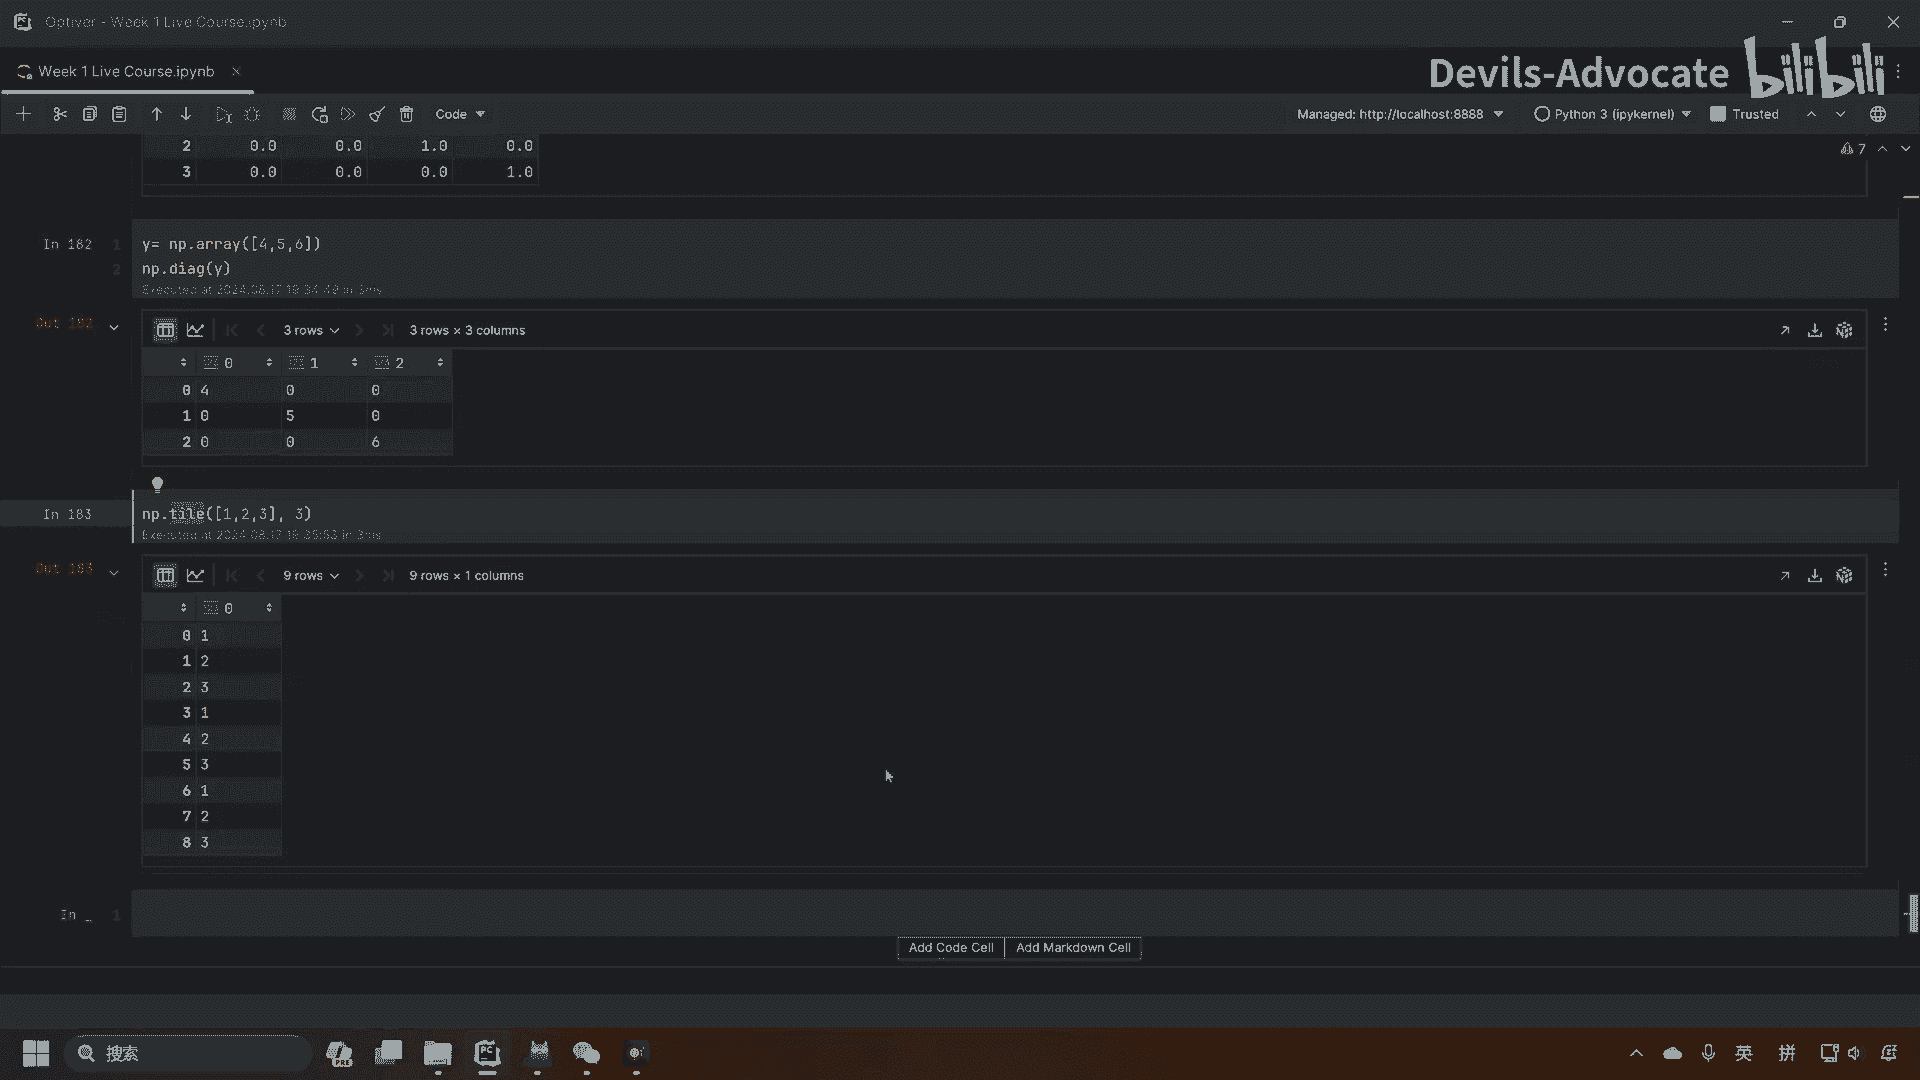 Optiver - Week 1 Live Course.ipynb
Week 1 Live Course.ipynb
Devils-Advocate bilibili
Code
Managed: http://localhost:8888
Python 3 (ipykernel)
Trusted
7
2 0.0 0.0 1.0 0.0
3 0.0 0.0 0.0 1.0
In 182
1 y= np.array([4,5,6])
2 np.diag(y)
Executed at 2024.08.17 19:34:49 in 3ms
Out 182
3 rows
3 rows × 3 columns
0 1 2
0 4 0 0
1 0 5 0
2 0 0 6
In 183
np.tile([1,2,3], 3)
Executed at 2024.08.17 19:35:53 in 3ms
Out 183
9 rows
9 rows × 1 columns
0
0 1
1 2
2 3
3 1
4 2
5 3
6 1
7 2
8 3
In _ 1
Add Code Cell
Add Markdown Cell
搜索
PRE
PC
英
拼